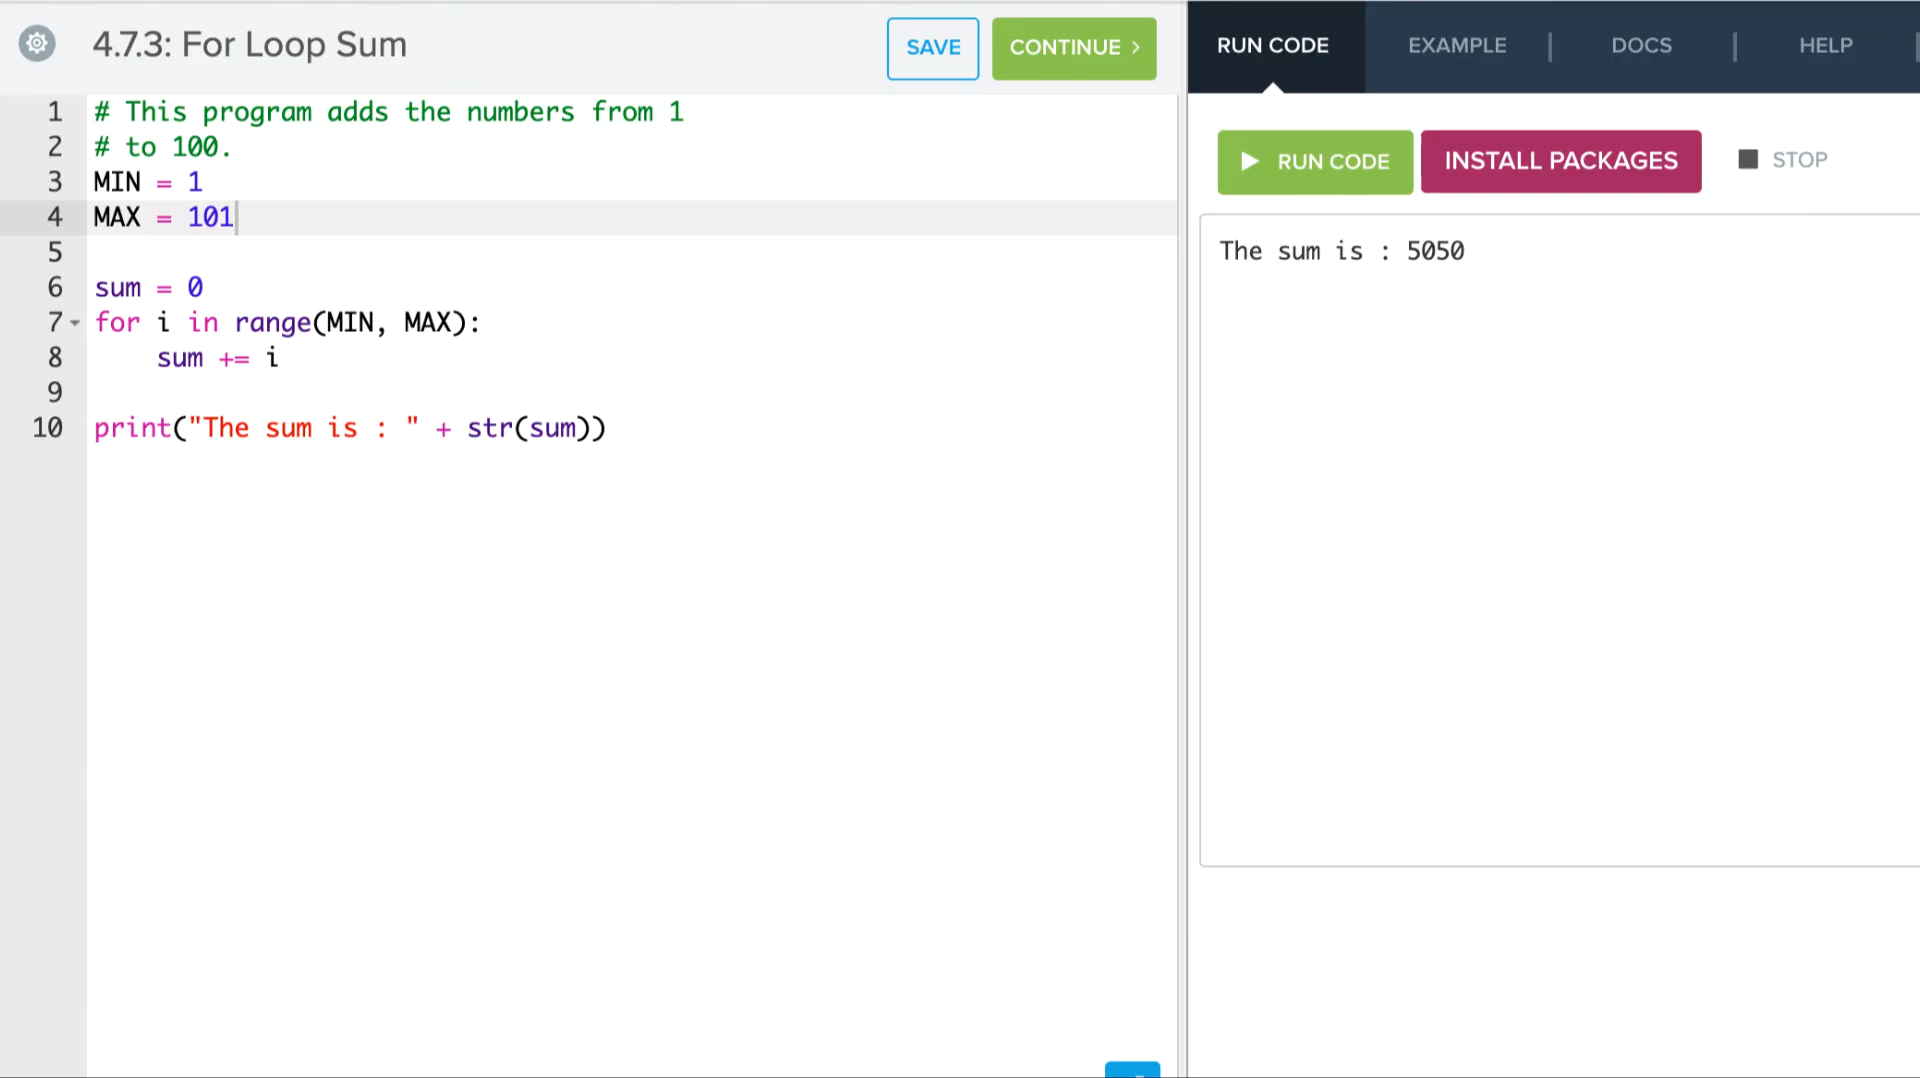 4.7.3: For Loop Sum
SAVE
CONTINUE >
1 # This program adds the numbers from 1
2 # to 100.
3 MIN = 1
4 MAX = 101
5
6 sum = 0
7 for i in range(MIN, MAX):
8     sum += i
9
10 print("The sum is : " + str(sum))
RUN CODE
EXAMPLE
DOCS
HELP
RUN CODE
INSTALL PACKAGES
STOP
The sum is : 5050